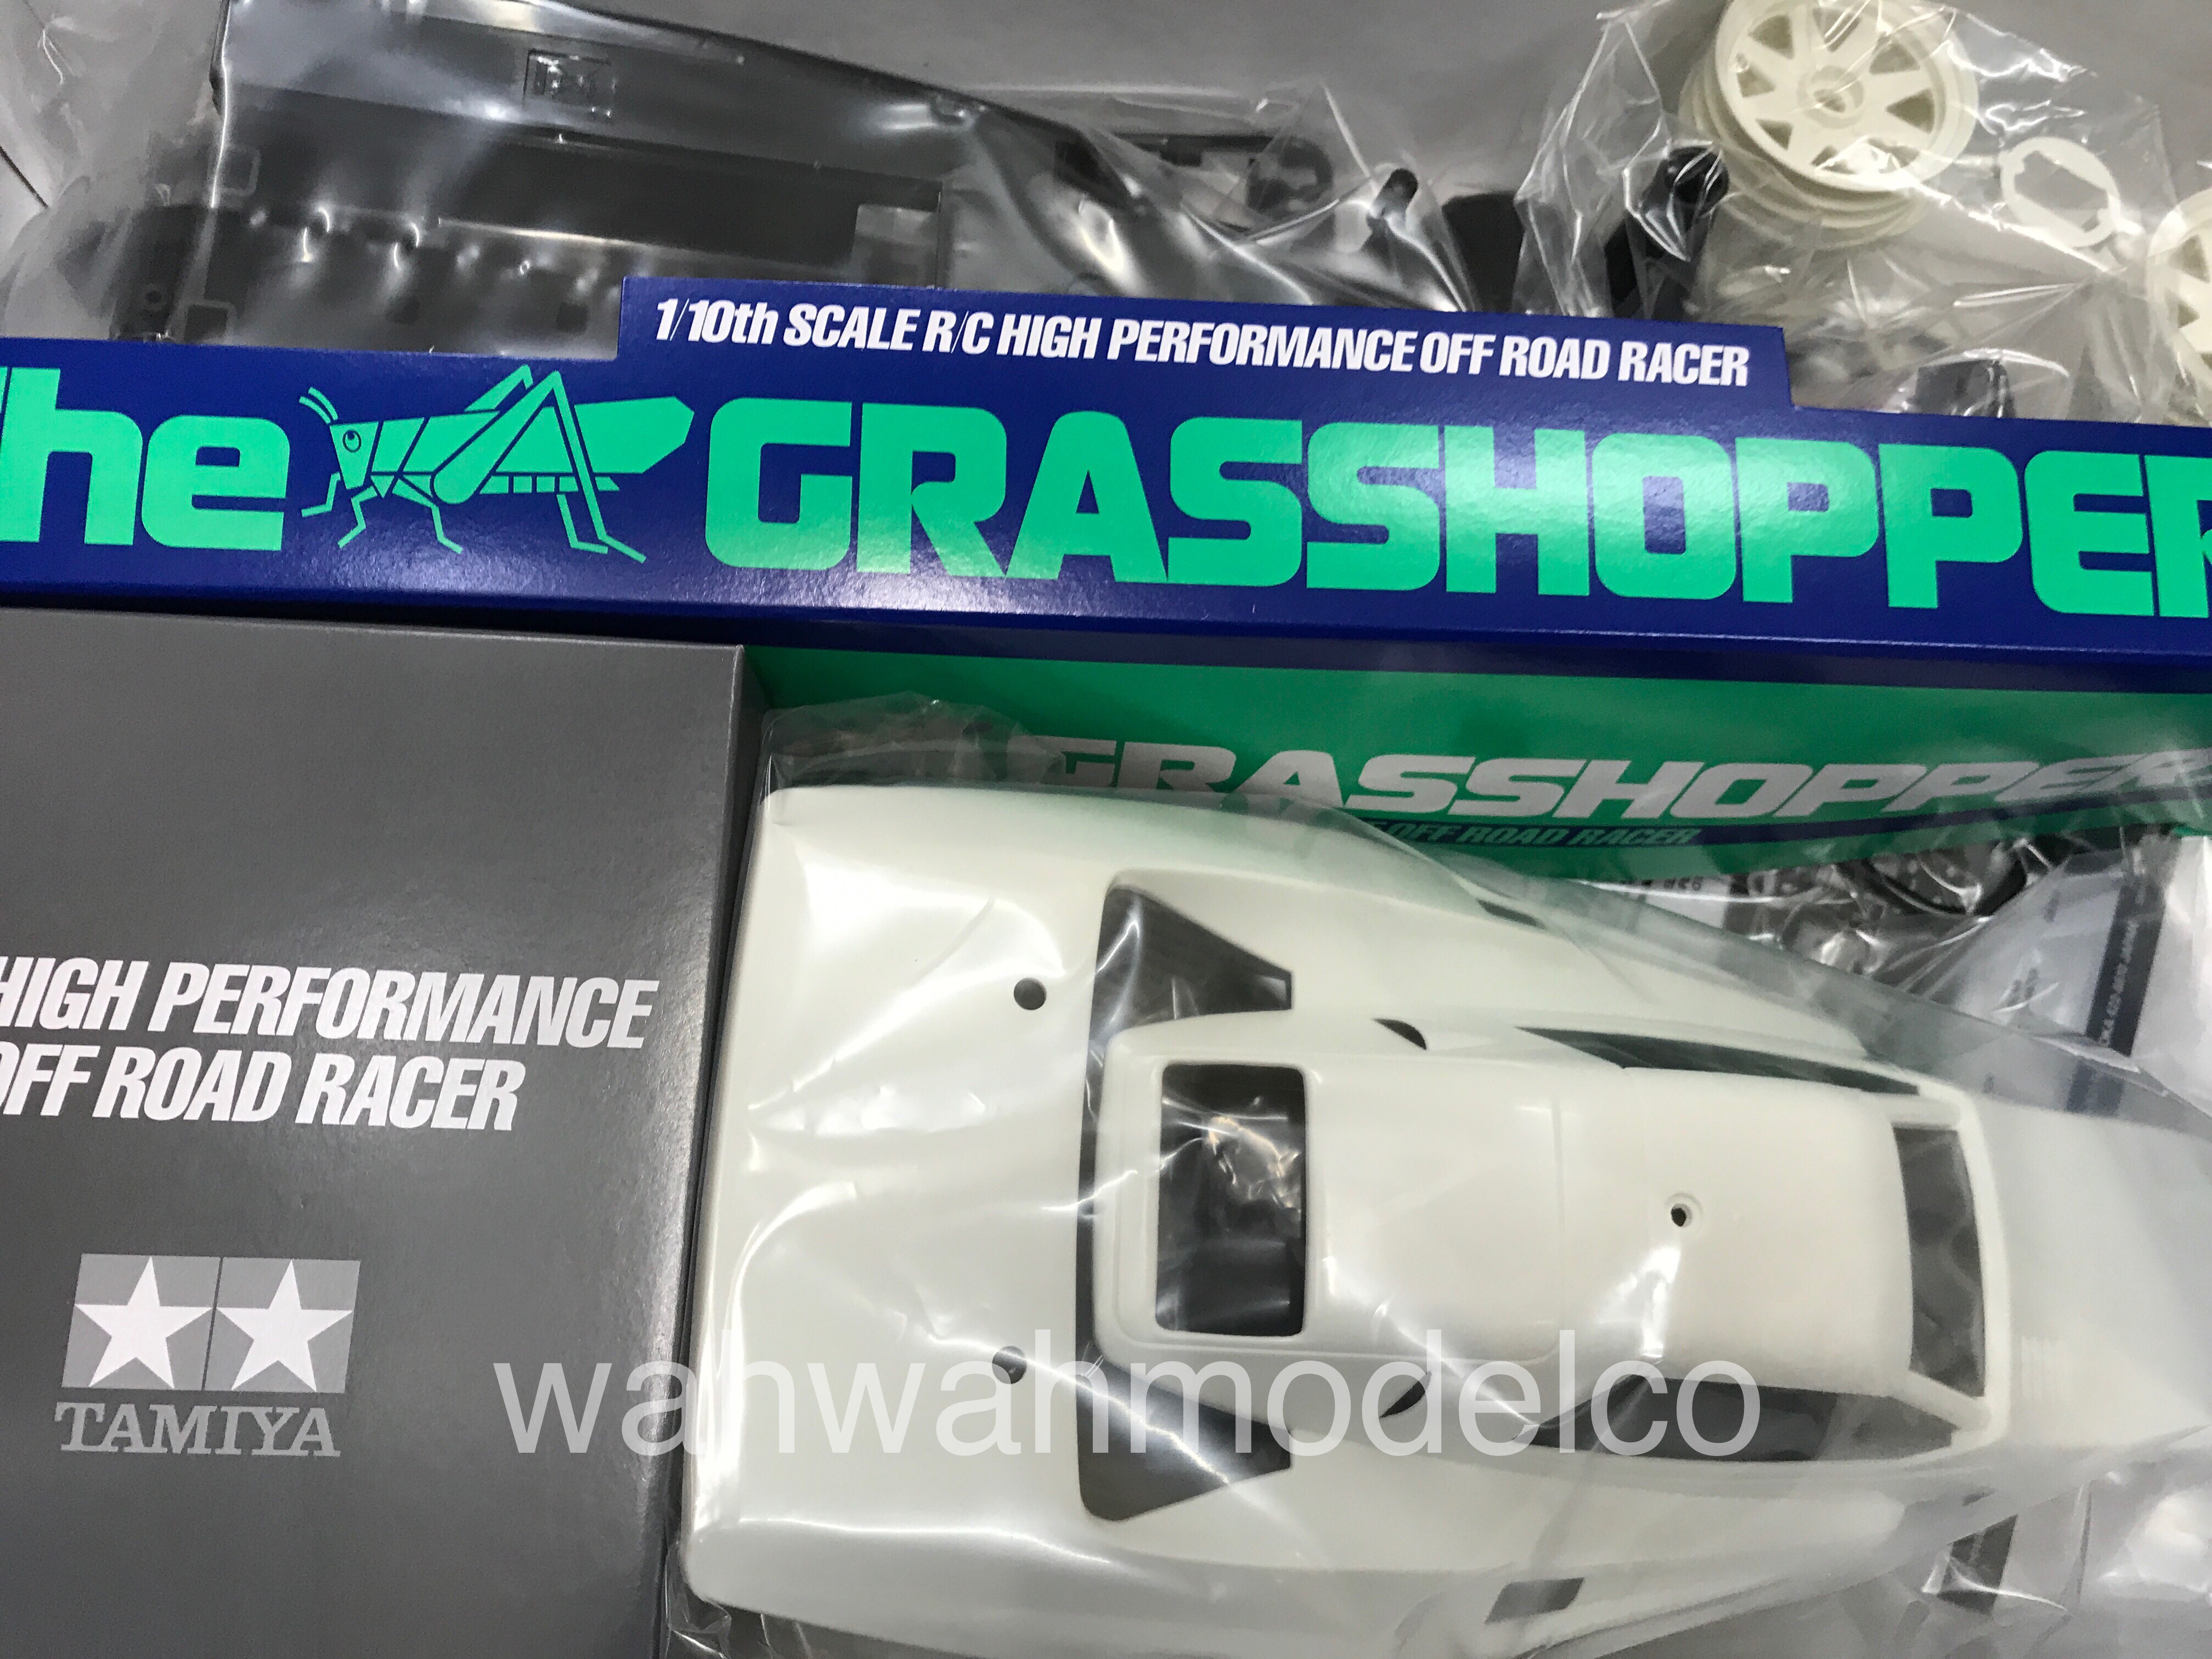 1/10th SCALE R/C HIGH PERFORMANCE OFF ROAD RACER
The GRASSHOPPER
GRASSHOPPER
OFF ROAD RACER
HIGH PERFORMANCE
OFF ROAD RACER
TAMIYA
wahwahmodelco